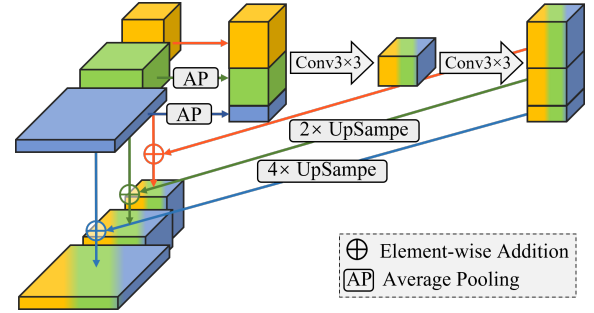 AP
AP
Conv3×3
Conv3×3
2× UpSampe
4× UpSampe
Element-wise Addition
AP Average Pooling